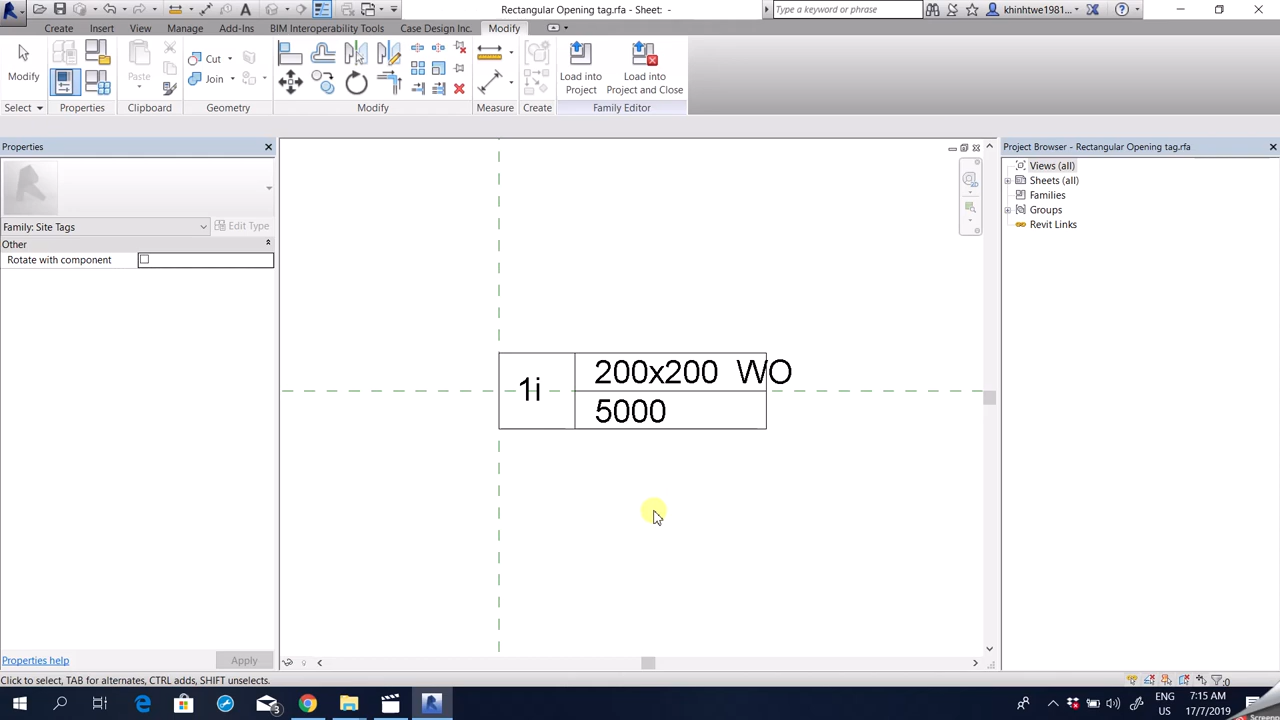 Rectangular Opening tag.rfa - Sheet: -
Type a keyword or phrase
khintwe1981...
Create Insert View Manage Add-Ins BIM Interoperability Tools Case Design Inc. Modify
Modify
Paste
Cut
Join
Load into Project
Load into Project and Close
Select Properties Clipboard Geometry Modify Measure Create Family Editor
Properties
Family: Site Tags
Edit Type
Other
Rotate with component
Properties help
Apply
1i
200x200 WO
5000
Project Browser - Rectangular Opening tag.rfa
Views (all)
Sheets (all)
Families
Groups
Revit Links
Click to select, TAB for alternates, CTRL adds, SHIFT unselects.
:0
3
ENG
US
7:15 AM
17/7/2019